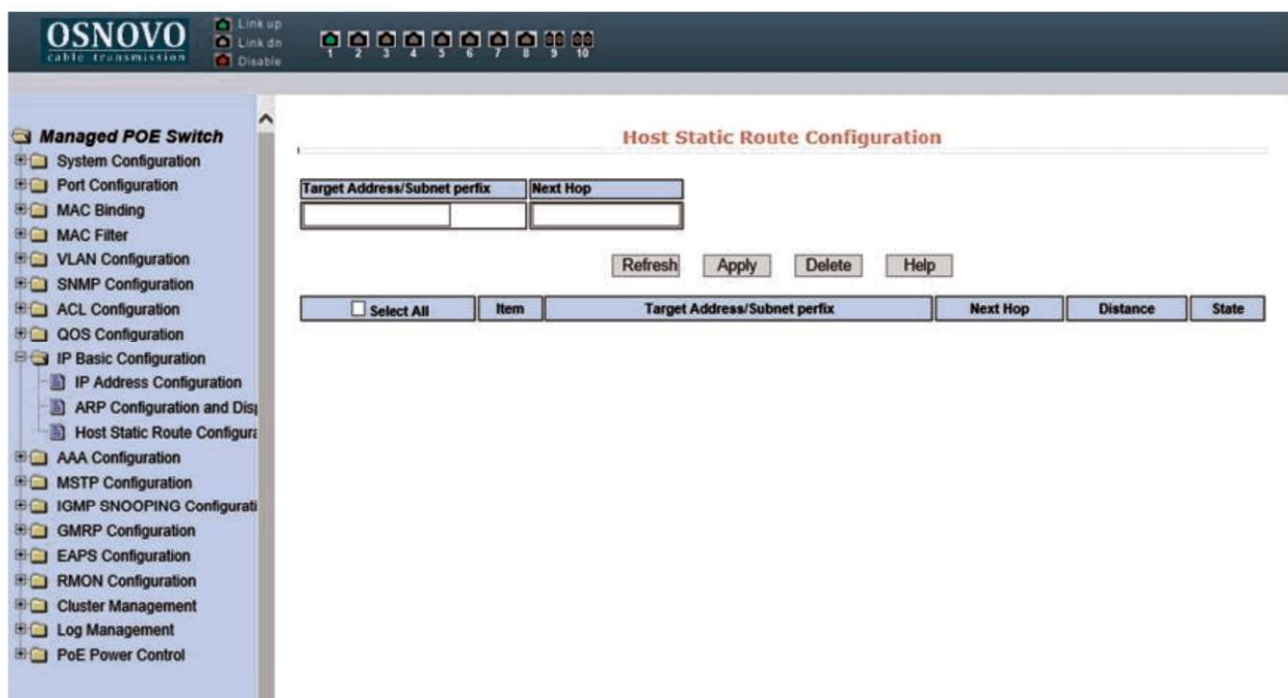 OSNOVO
cable transmission
Link up
Link dn
Disable
1 2 3 4 5 6 7 8 9 10
Managed POE Switch
System Configuration
Port Configuration
MAC Binding
MAC Filter
VLAN Configuration
SNMP Configuration
ACL Configuration
QOS Configuration
IP Basic Configuration
IP Address Configuration
ARP Configuration and Disp
Host Static Route Configura
AAA Configuration
MSTP Configuration
IGMP SNOOPING Configurati
GMRP Configuration
EAPS Configuration
RMON Configuration
Cluster Management
Log Management
PoE Power Control
Host Static Route Configuration
Target Address/Subnet perfix Next Hop
Refresh Apply Delete Help
Select All Item Target Address/Subnet perfix Next Hop Distance State